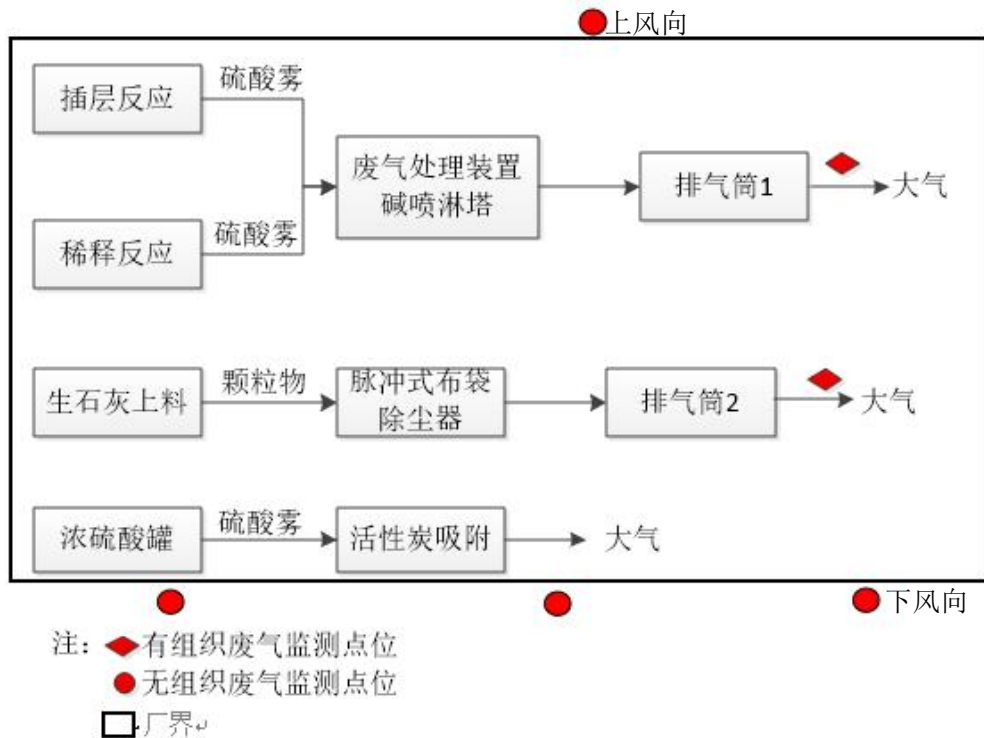 上风向
插层反应
硫酸雾
稀释反应
硫酸雾
废气处理装置
碱喷淋塔
排气筒1
大气
生石灰上料
颗粒物
脉冲式布袋
除尘器
排气筒2
大气
浓硫酸罐
硫酸雾
活性炭吸附
大气
下风向
注：
有组织废气监测点位
无组织废气监测点位
厂界